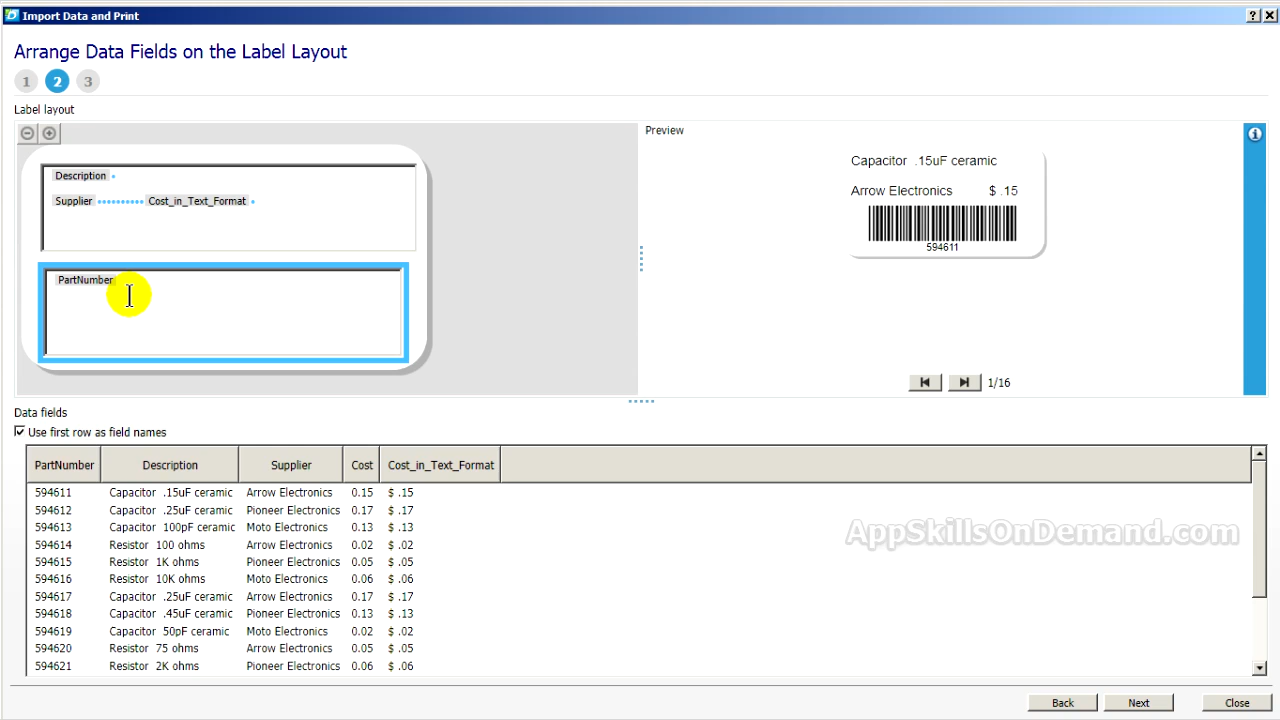 Import Data and Print
Arrange Data Fields on the Label Layout
1 2 3
Label layout
Description
Supplier Cost_in_Text_Format
PartNumber
Preview
Capacitor .15uF ceramic
Arrow Electronics $ .15
594611
1/16
Data fields
Use first row as field names
PartNumber Description Supplier Cost Cost_in_Text_Format
594611 Capacitor .15uF ceramic Arrow Electronics 0.15 $ .15
594612 Capacitor .25uF ceramic Pioneer Electronics 0.17 $ .17
594613 Capacitor 100pF ceramic Moto Electronics 0.13 $ .13
594614 Resistor 100 ohms Arrow Electronics 0.02 $ .02
594615 Resistor 1K ohms Pioneer Electronics 0.05 $ .05
594616 Resistor 10K ohms Moto Electronics 0.06 $ .06
594617 Capacitor .25uF ceramic Arrow Electronics 0.17 $ .17
594618 Capacitor .45uF ceramic Pioneer Electronics 0.13 $ .13
594619 Capacitor 50pF ceramic Moto Electronics 0.02 $ .02
594620 Resistor 75 ohms Arrow Electronics 0.05 $ .05
594621 Resistor 2K ohms Pioneer Electronics 0.06 $ .06
AppSkillsOnDemand.com
Back Next Close